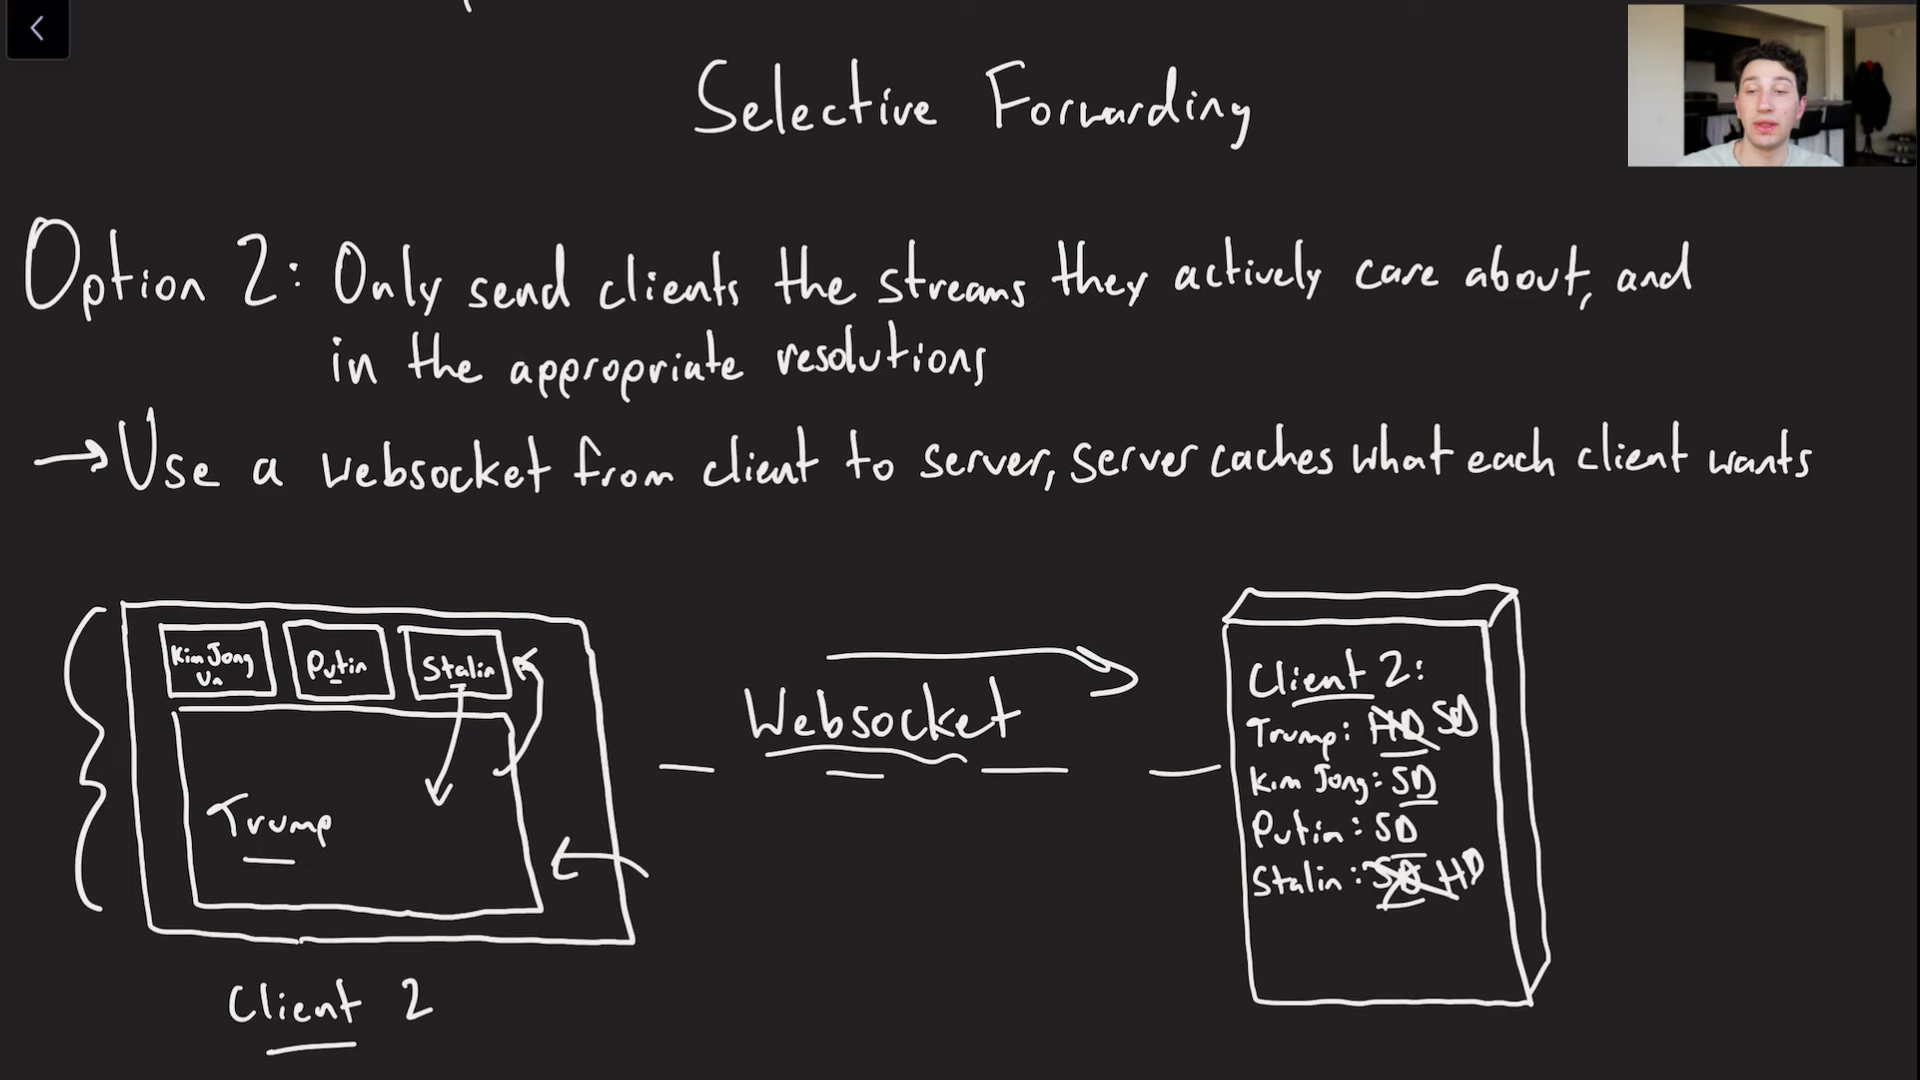 Selective Forwarding
Option 2: Only send clients the streams they actively care about, and
in the appropriate resolutions
→ Use a websocket from client to server, server caches what each client wants
Kim Jong
Un
Putin
Stalin
Trump
Client 2
Websocket
Client 2:
Trump: HD SD
Kim Jong: SD
Putin: SD
Stalin: SD HD